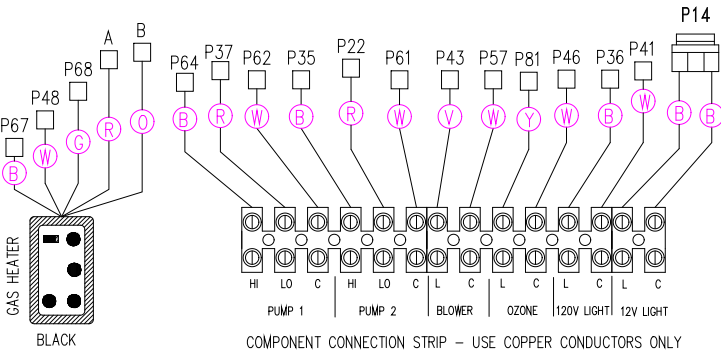 P14
A B
P64 P37 P62 P35 P22 P61 P43 P57 P81 P46 P36 P41
P67 P48 P68
B W G R O
B R W B R W V W Y W B W B B
GAS HEATER
BLACK
HI LO C HI LO C L C L C L C L C
PUMP 1 PUMP 2 BLOWER OZONE 120V LIGHT 12V LIGHT
COMPONENT CONNECTION STRIP – USE COPPER CONDUCTORS ONLY